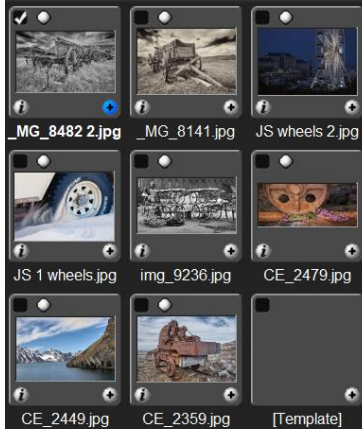 _MG_8482 2.jpg
_MG_8141.jpg
JS wheels 2.jpg
JS 1 wheels.jpg
img_9236.jpg
CE_2479.jpg
CE_2449.jpg
CE_2359.jpg
[Template]